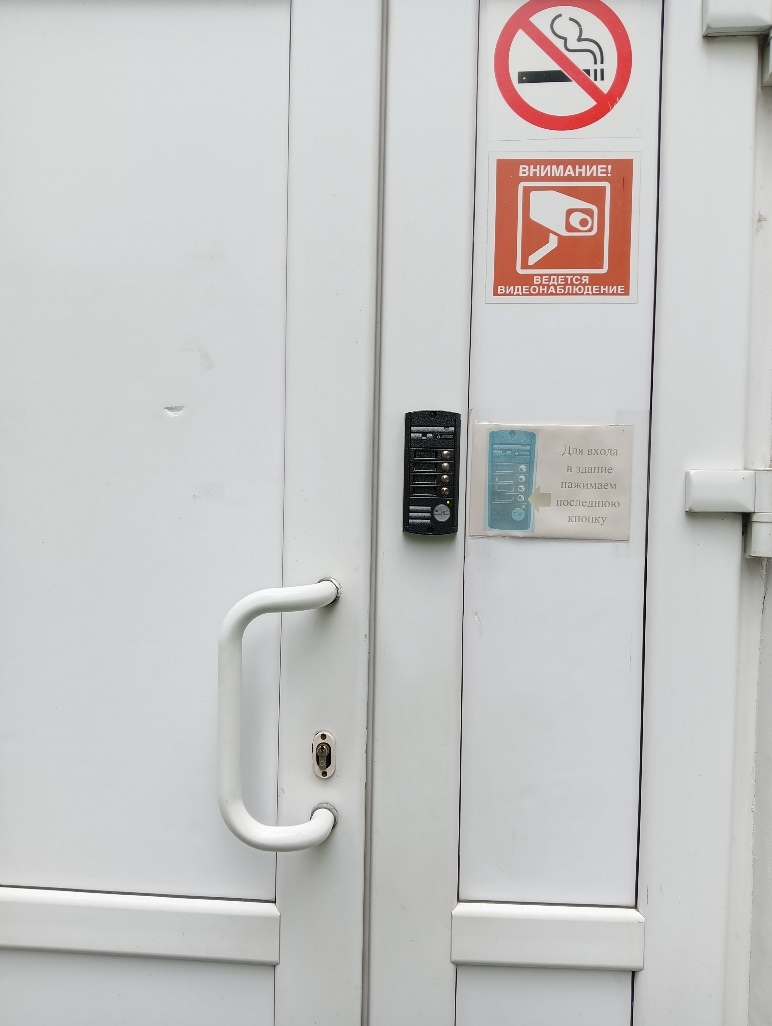 ВНИМАНИЕ!
ВЕДЕТСЯ
ВИДЕОНАБЛЮДЕНИЕ
Для входа
в здание
нажимаем
последнюю
кнопку